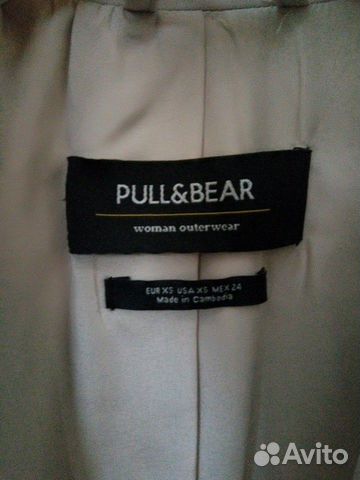 PULL&BEAR
woman outerwear
EUR XS USA XS MEX 24
Made in Cambodia
Avito